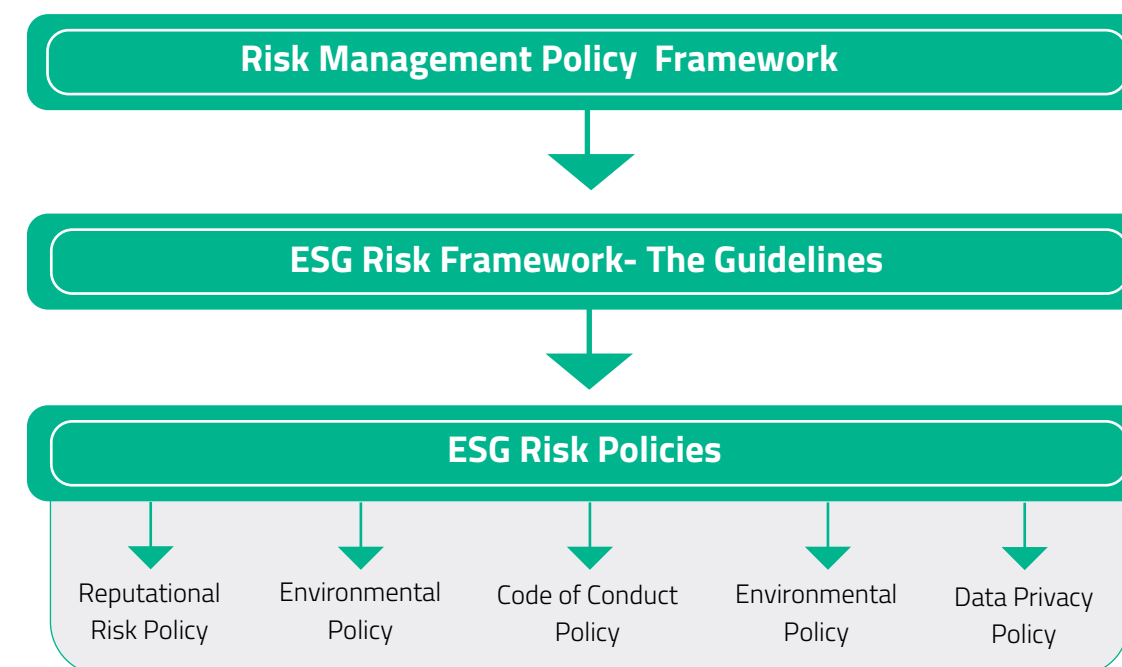 Risk Management Policy  Framework
ESG Risk Framework- The Guidelines
ESG Risk Policies
Reputational
Risk Policy
Environmental
Policy
Code of Conduct
Policy
Environmental
Policy
Data Privacy
Policy